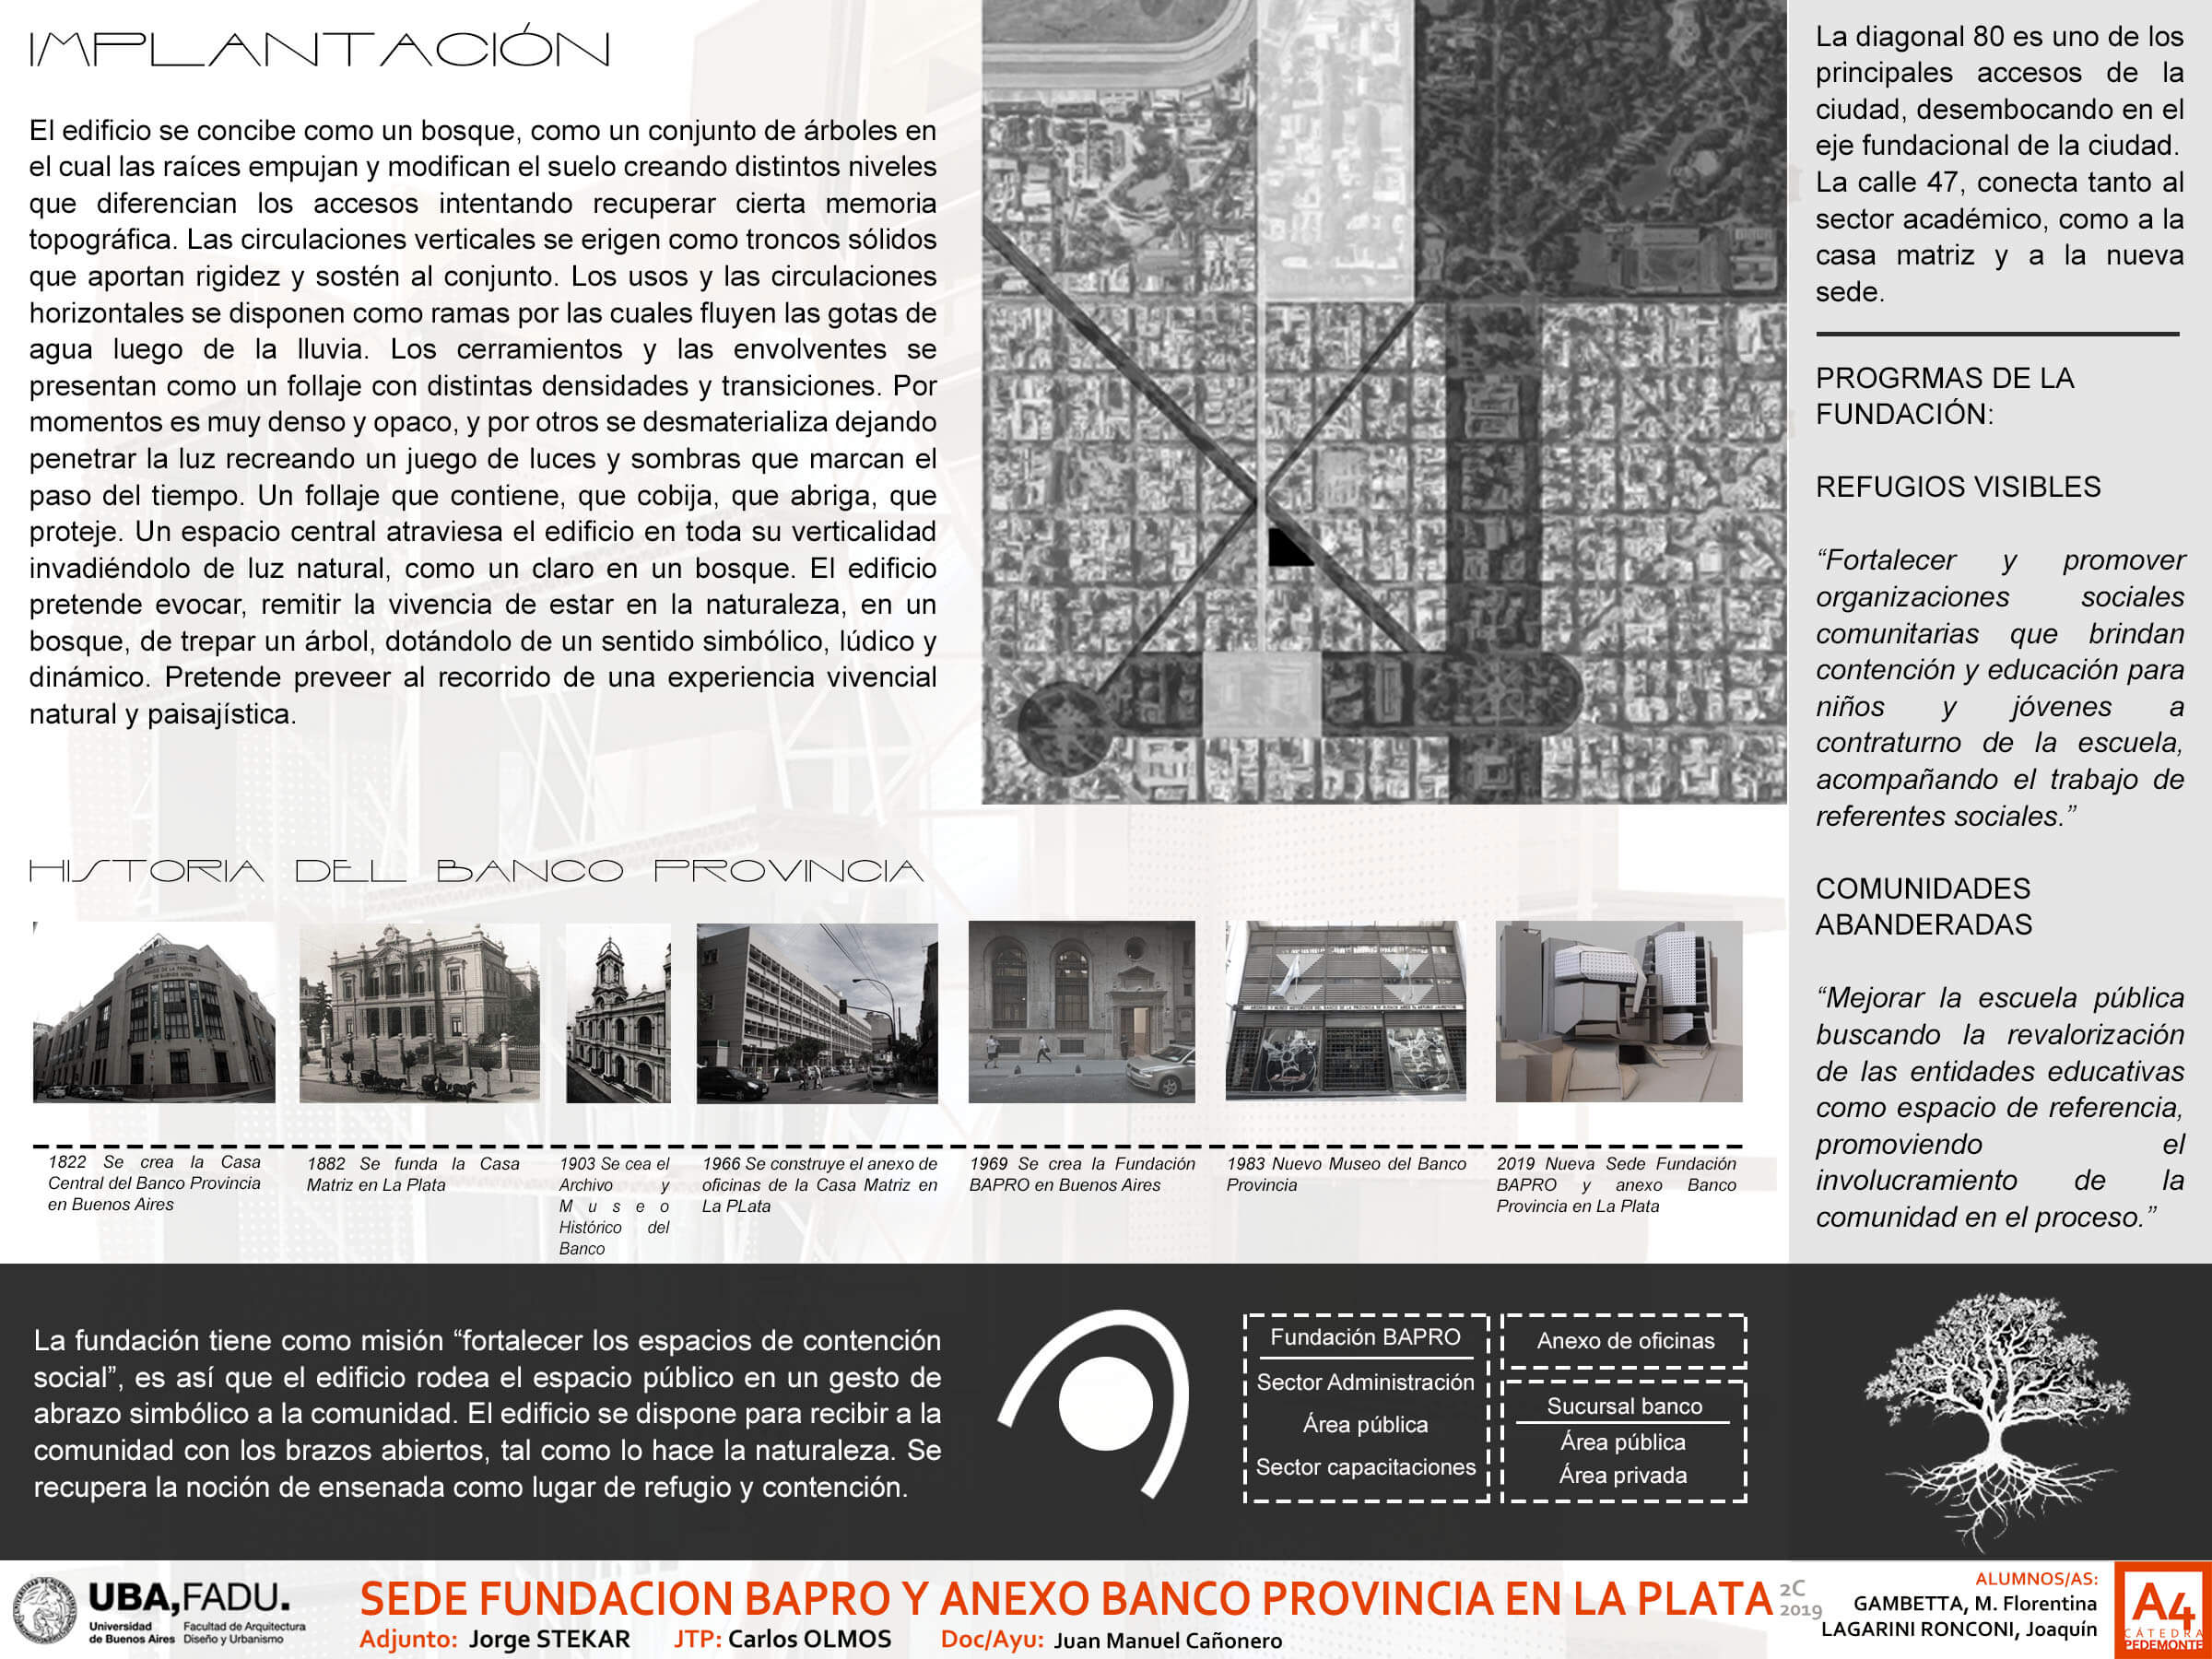 IMPLANTACIÓN
El edificio se concibe como un bosque, como un conjunto de árboles en
el cual las raíces empujan y modifican el suelo creando distintos niveles
que diferencian los accesos intentando recuperar cierta memoria
topográfica. Las circulaciones verticales se erigen como troncos sólidos
que aportan rigidez y sostén al conjunto. Los usos y las circulaciones
horizontales se disponen como ramas por las cuales fluyen las gotas de
agua luego de la lluvia. Los cerramientos y las envolventes se
presentan como un follaje con distintas densidades y transiciones. Por
momentos es muy denso y opaco, y por otros se desmaterializa dejando
penetrar la luz recreando un juego de luces y sombras que marcan el
paso del tiempo. Un follaje que contiene, que cobija, que abriga, que
proteje. Un espacio central atraviesa el edificio en toda su verticalidad
invadiéndolo de luz natural, como un claro en un bosque. El edificio
pretende evocar, remitir la vivencia de estar en la naturaleza, en un
bosque, de trepar un árbol, dotándolo de un sentido simbólico, lúdico y
dinámico. Pretende preveer al recorrido de una experiencia vivencial
natural y paisajística.
La diagonal 80 es uno de los
principales accesos de la
ciudad, desembocando en el
eje fundacional de la ciudad.
La calle 47, conecta tanto al
sector académico, como a la
casa matriz y a la nueva
sede.
PROGRMAS DE LA
FUNDACIÓN:
REFUGIOS VISIBLES
“Fortalecer y promover
organizaciones sociales
comunitarias que brindan
contención y educación para
niños y jóvenes a
contraturno de la escuela,
acompañando el trabajo de
referentes sociales.”
COMUNIDADES
ABANDERADAS
“Mejorar la escuela pública
buscando la revalorización
de las entidades educativas
como espacio de referencia,
promoviendo el
involucramiento de la
comunidad en el proceso.”
HISTORIA DEL BANCO PROVINCIA
1822 Se crea la Casa
Central del Banco Provincia
en Buenos Aires
1882 Se funda la Casa
Matriz en La Plata
1903 Se cea el
Archivo y
Museo
Histórico del
Banco
1966 Se construye el anexo de
oficinas de la Casa Matriz en
La PLata
1969 Se crea la Fundación
BAPRO en Buenos Aires
1983 Nuevo Museo del Banco
Provincia
2019 Nueva Sede Fundación
BAPRO y anexo Banco
Provincia en La Plata
La fundación tiene como misión “fortalecer los espacios de contención
social”, es así que el edificio rodea el espacio público en un gesto de
abrazo simbólico a la comunidad. El edificio se dispone para recibir a la
comunidad con los brazos abiertos, tal como lo hace la naturaleza. Se
recupera la noción de ensenada como lugar de refugio y contención.
Fundación BAPRO
Sector Administración
Área pública
Sector capacitaciones
Anexo de oficinas
Sucursal banco
Área pública
Área privada
UBA,FADU.
Universidad
de Buenos Aires
Facultad de Arquitectura
Diseño y Urbanismo
SEDE FUNDACION BAPRO Y ANEXO BANCO PROVINCIA EN LA PLATA
2C
2019
Adjunto: Jorge STEKAR JTP: Carlos OLMOS Doc/Ayu: Juan Manuel Cañonero
ALUMNOS/AS:
GAMBETTA, M. Florentina
LAGARINI RONCONI, Joaquín
A4
CÁTEDRA
PEDEMONTE